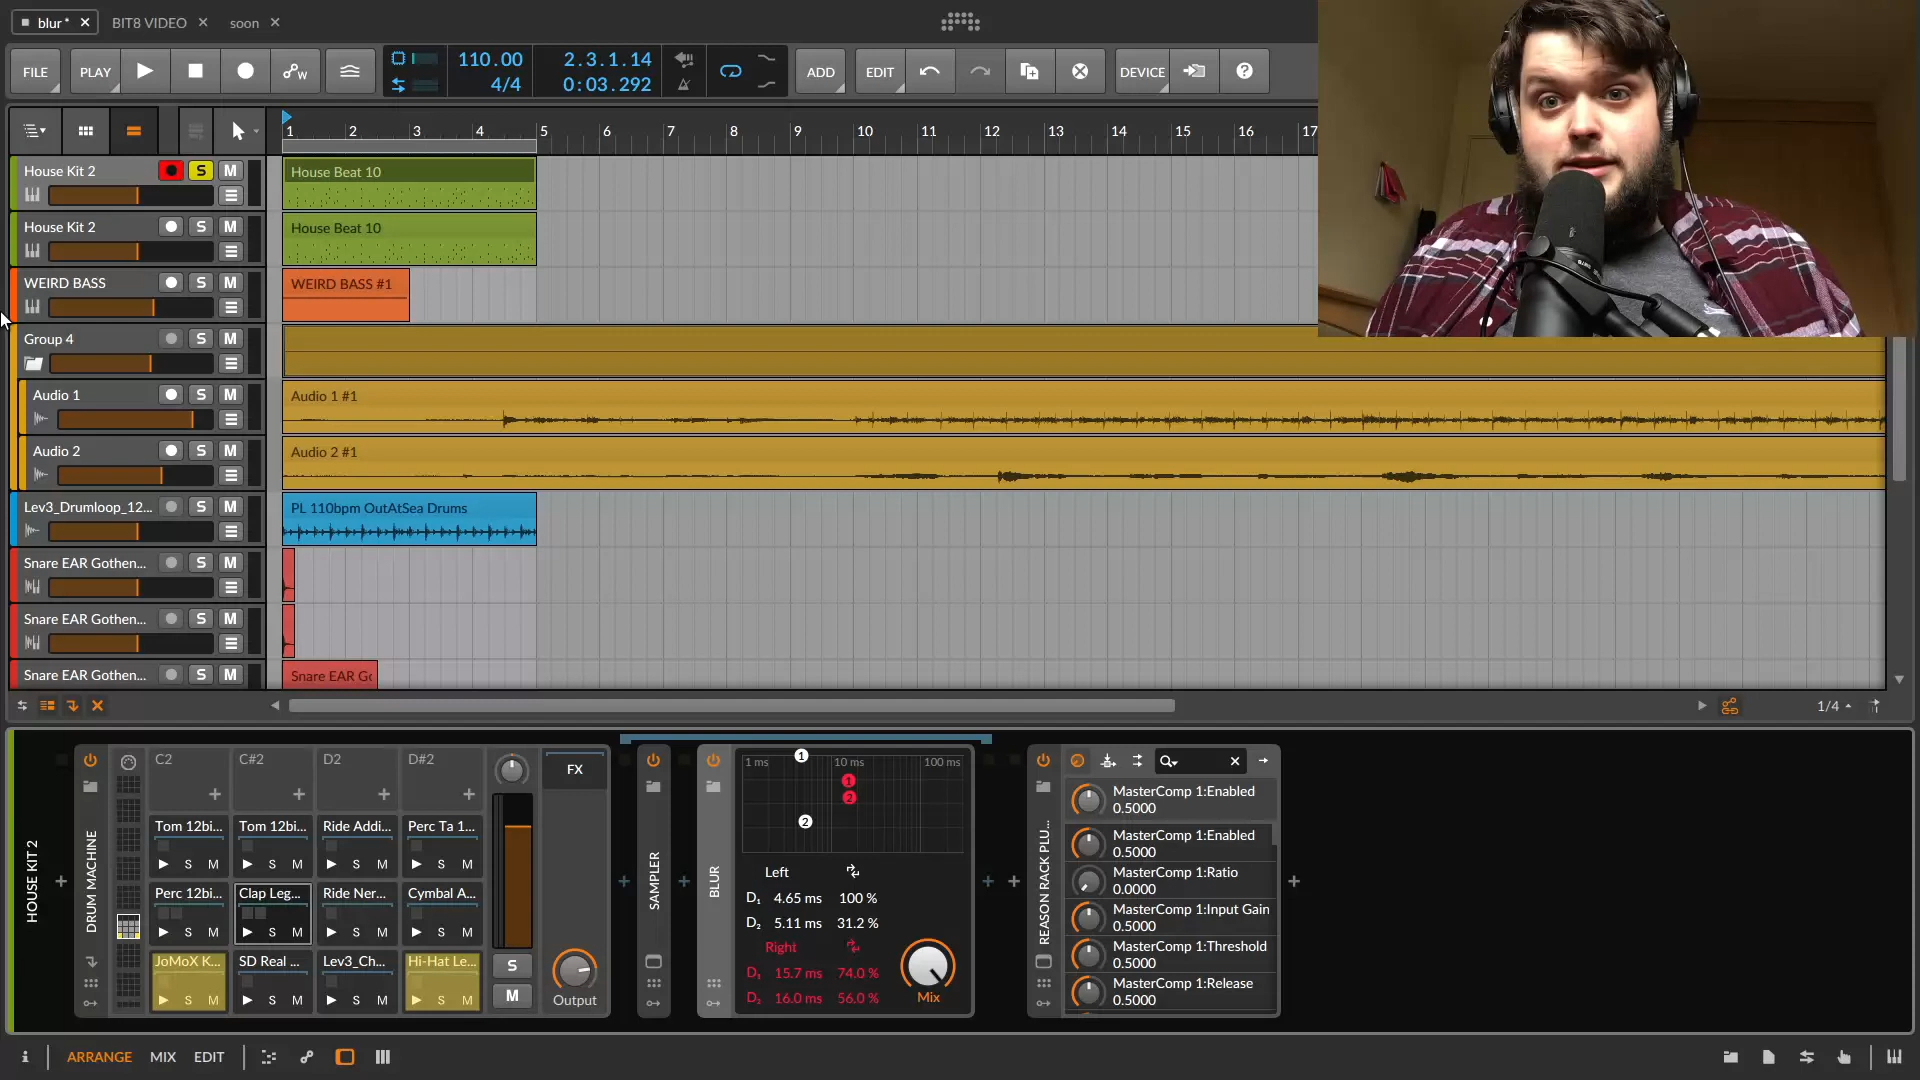 blur*
BIT8 VIDEO
soon
FILE
PLAY
110.00
4/4
2.3.1.14
0:03.292
ADD
EDIT
DEVICE
1 2 3 4 5 6 7 8 9 10 11 12 13 14 15 16 17
House Kit 2 S M
House Beat 10
House Kit 2 S M
House Beat 10
WEIRD BASS S M
WEIRD BASS #1
Group 4 S M
Audio 1 S M
Audio 1 #1
Audio 2 S M
Audio 2 #1
Lev3_Drumloop_12... S M
PL 110bpm OutAtSea Drums
Snare EAR Gothen... S M
Snare EAR Gothen... S M
Snare EAR Gothen... S M
Snare EAR Go
1/4
HOUSE KIT 2
DRUM MACHINE
C2 C#2 D2 D#2
Tom 12bi... Tom 12bi... Ride Addi... Perc Ta 1...
S M S M S M S M
Perc 12bi... Clap Leg... Ride Ner... Cymbal A...
S M S M S M S M
JoMoX K... SD Real ... Lev3_Ch... Hi-Hat Le...
S M S M S M S M
S
M
FX
Output
SAMPLER
BLUR
1 ms 10 ms 100 ms
1
1
2
2
Left
D₁ 4.65 ms 100 %
D₂ 5.11 ms 31.2 %
Right
D₁ 15.7 ms 74.0 %
D₂ 16.0 ms 56.0 %
Mix
REASON RACK PLU...
MasterComp 1:Enabled
0.5000
MasterComp 1:Enabled
0.5000
MasterComp 1:Ratio
0.0000
MasterComp 1:Input Gain
0.5000
MasterComp 1:Threshold
0.5000
MasterComp 1:Release
0.5000
ARRANGE
MIX
EDIT